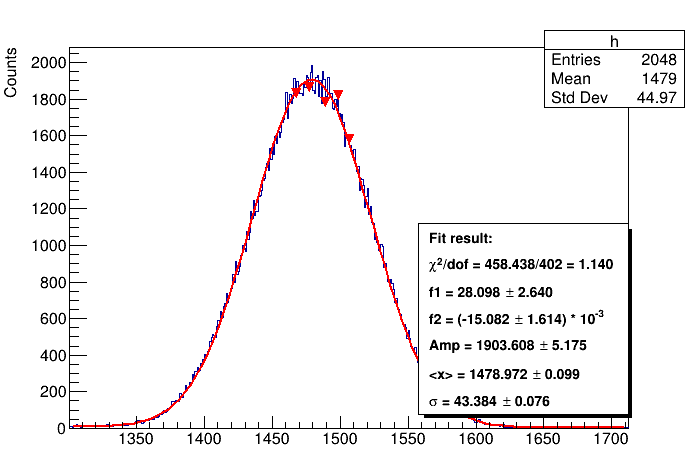 h
Entries 2048
Mean 1479
Std Dev 44.97
Counts
2000
1800
1600
1400
1200
1000
800
600
400
200
0
Fit result:
χ²/dof = 458.438/402 = 1.140
f1 = 28.098 ± 2.640
f2 = (-15.082 ± 1.614) * 10⁻³
Amp = 1903.608 ± 5.175
<x> = 1478.972 ± 0.099
σ = 43.384 ± 0.076
1350 1400 1450 1500 1550 1600 1650 1700